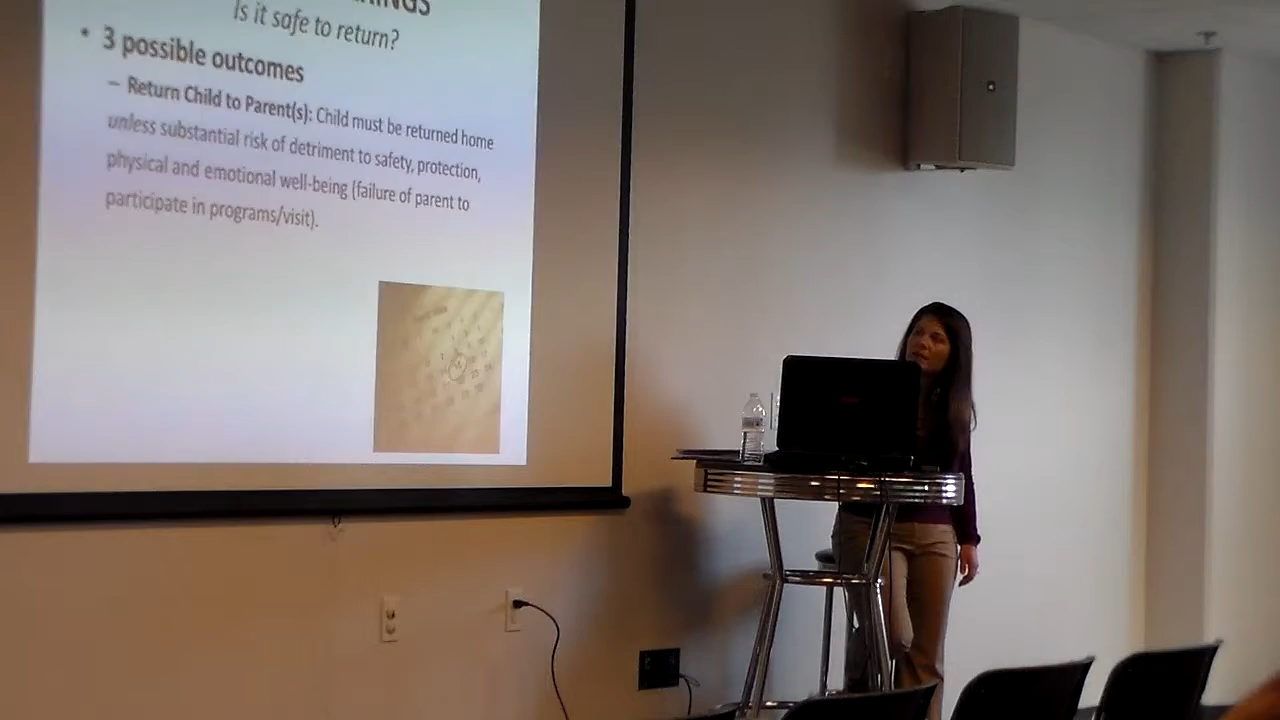 Is it safe to return?
• 3 possible outcomes
– Return Child to Parent(s): Child must be returned home
unless substantial risk of detriment to safety, protection,
physical and emotional well-being (failure of parent to
participate in programs/visit).